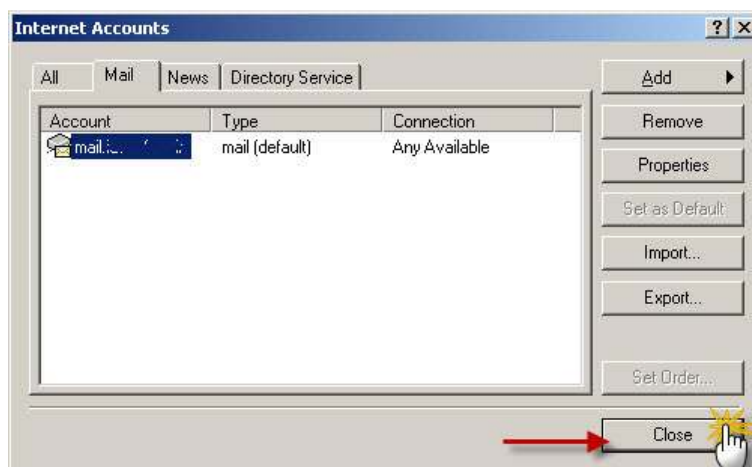 Internet Accounts
All Mail News Directory Service
Add
Remove
Properties
Set as Default
Import...
Export...
Set Order...
Close
Account Type Connection
mail (default) Any Available